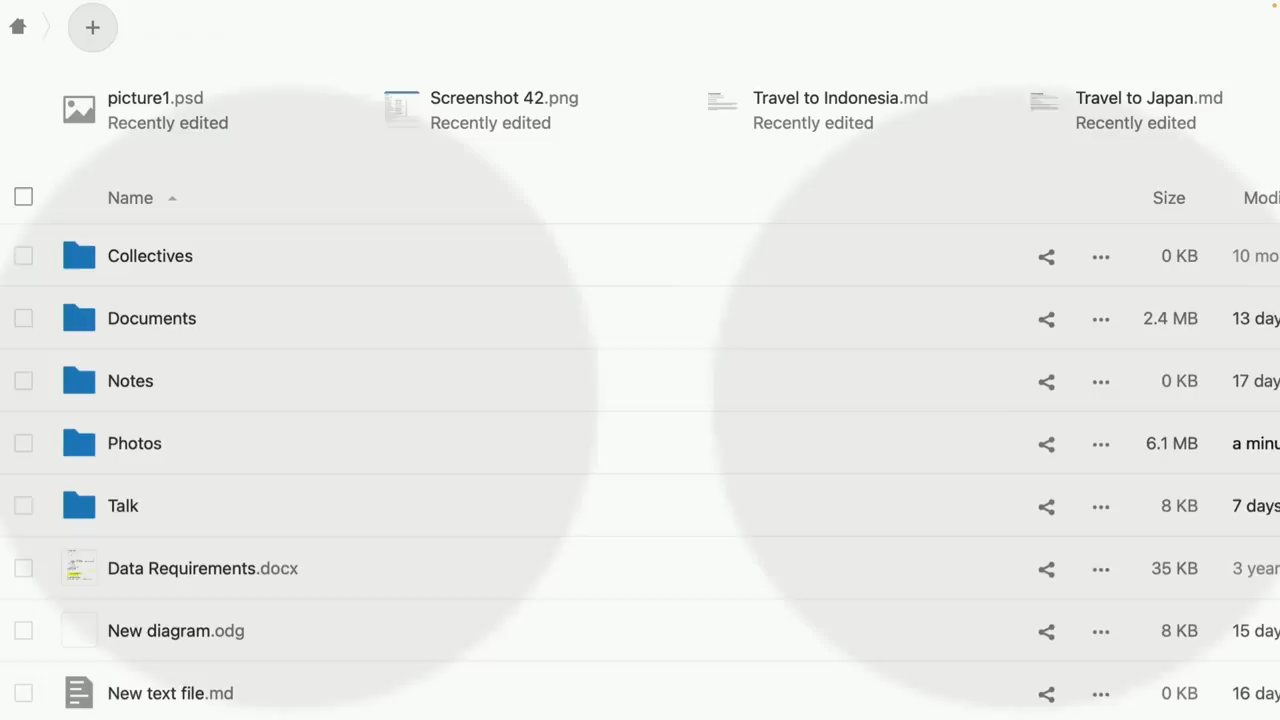 picture1.psd
Recently edited
Screenshot 42.png
Recently edited
Travel to Indonesia.md
Recently edited
Travel to Japan.md
Recently edited
Name Size Modi
Collectives 0 KB 10 mo
Documents 2.4 MB 13 day
Notes 0 KB 17 day
Photos 6.1 MB a minu
Talk 8 KB 7 days
Data Requirements.docx 35 KB 3 year
New diagram.odg 8 KB 15 day
New text file.md 0 KB 16 day